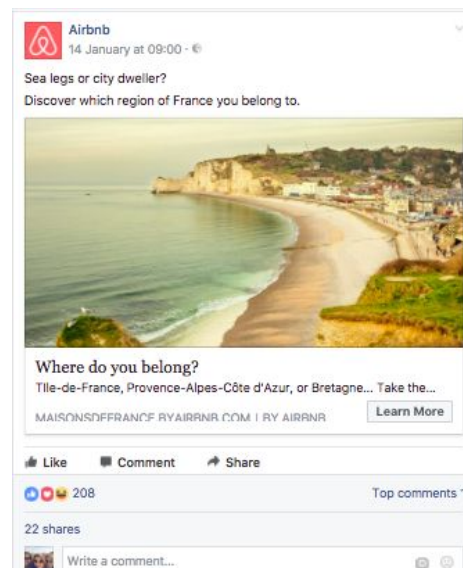 Airbnb
14 January at 09:00 ·
Sea legs or city dweller?
Discover which region of France you belong to.
Where do you belong?
TIle-de-France, Provence-Alpes-Côte d'Azur, or Bretagne... Take the...
MAISONSDEFRANCE.BYAIRBNB.COM | BY AIRBNB
Learn More
Like Comment Share
208 Top comments
22 shares
Write a comment...